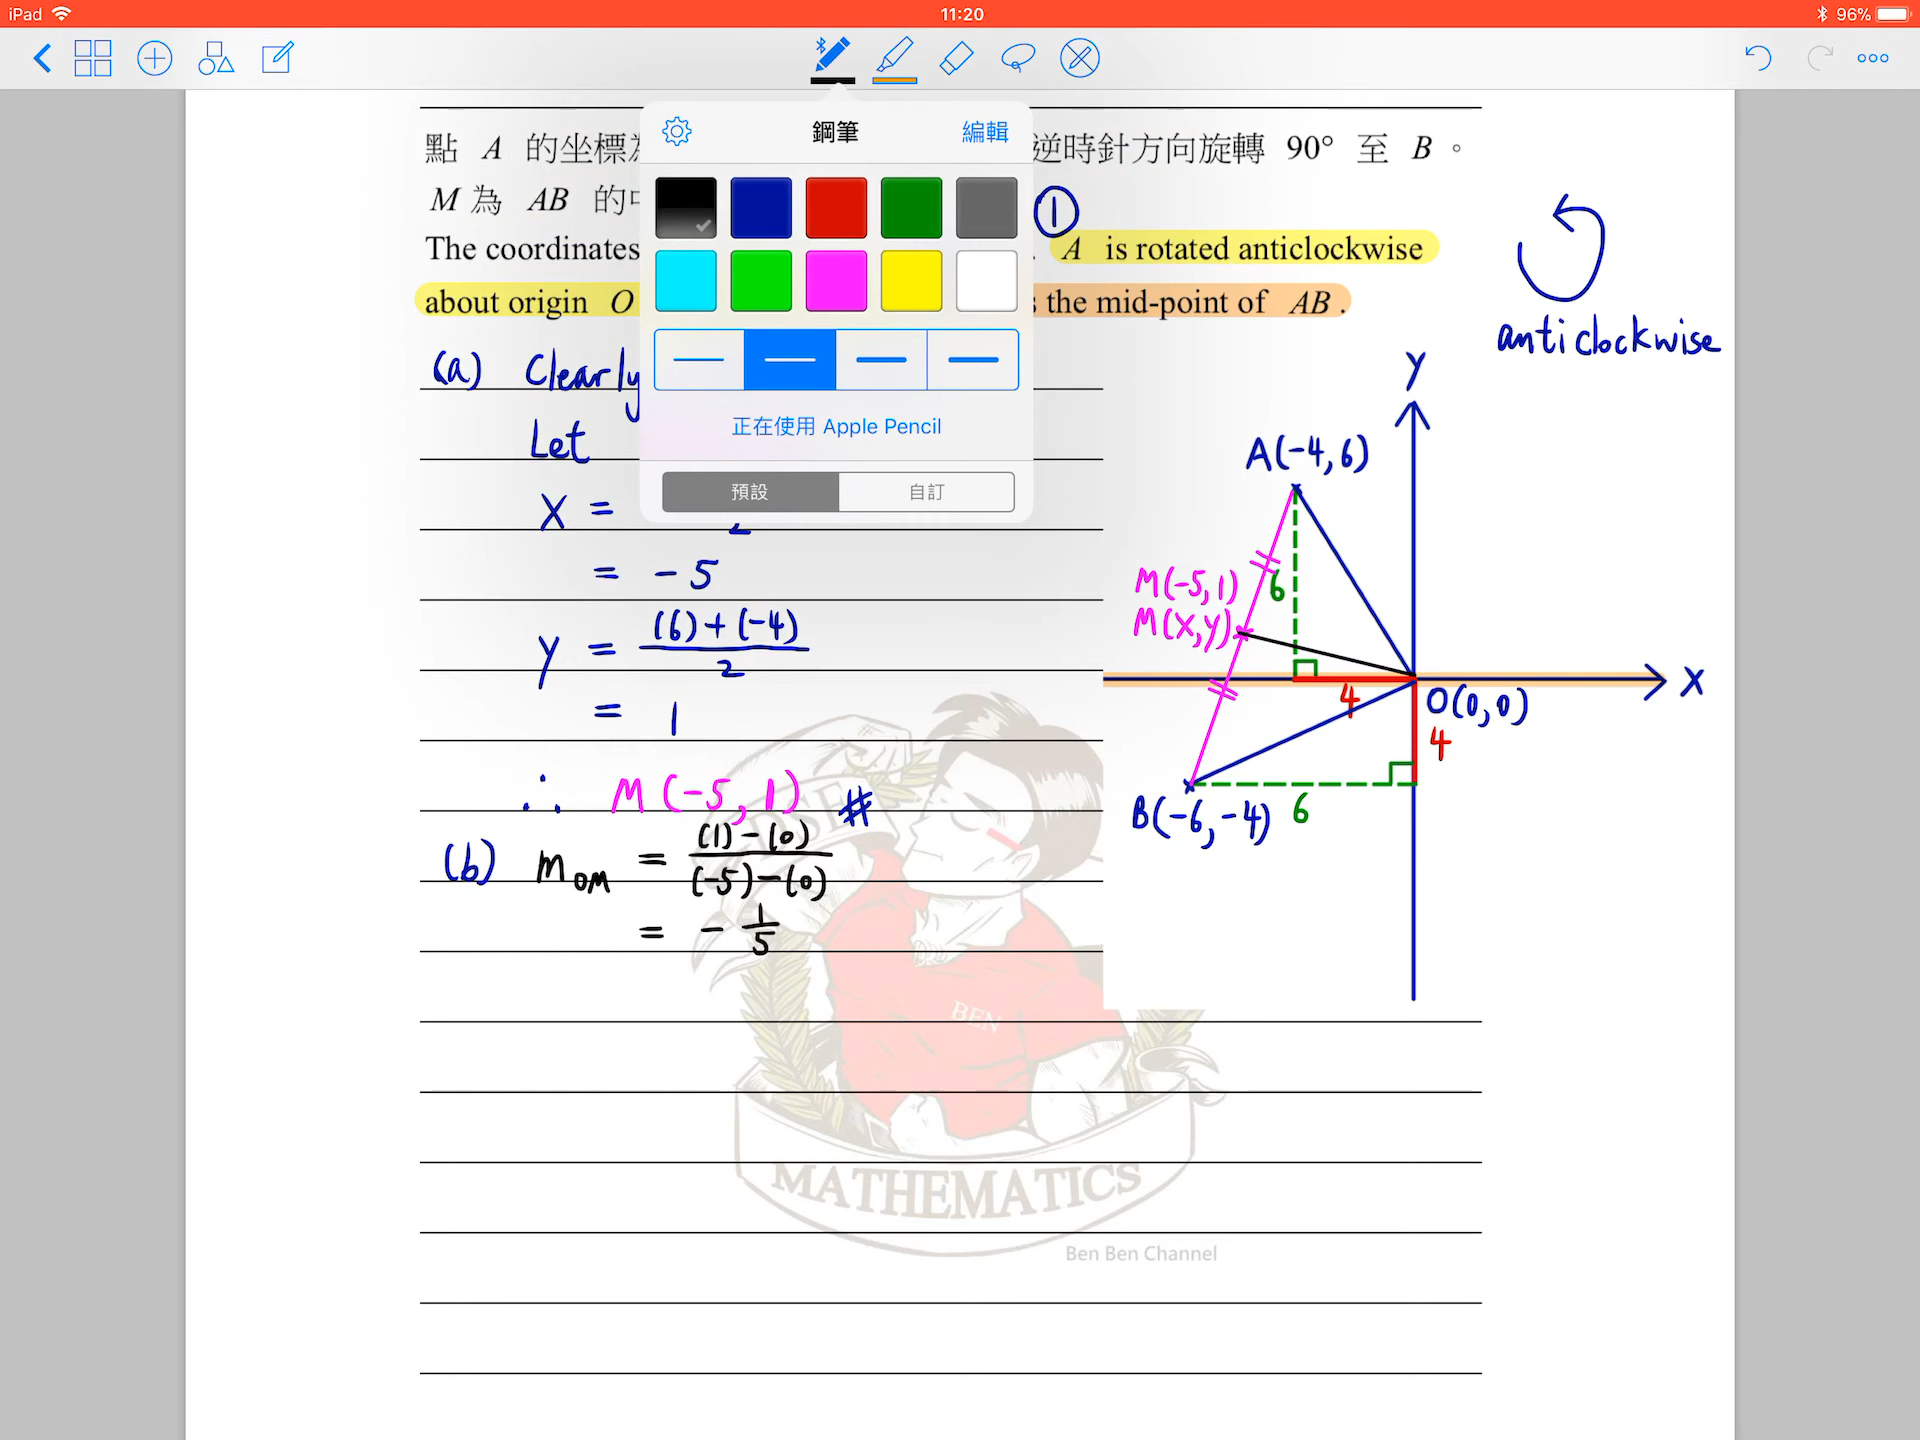 iPad 11:20 96%
鋼筆 編輯
點 A 的坐標 逆時針方向旋轉 90° 至 B 。
M 為 AB 的 ①
The coordinates . A is rotated anticlockwise
about origin O the mid-point of AB .
正在使用 Apple Pencil
預設 自訂
(a) Clearly
Let
x =
2
= -5
y = (6)+(-4)
2
= 1
∴ M(-5,1) #
(b) mOM = (1)-(0)
(-5)-(0)
= - 1
5
anticlockwise
Y
A(-4,6)
M(-5,1) 6
M(x,y)
X
4 O(0,0)
4
B(-6,-4) 6
DSE
BEN
MATHEMATICS
Ben Ben Channel